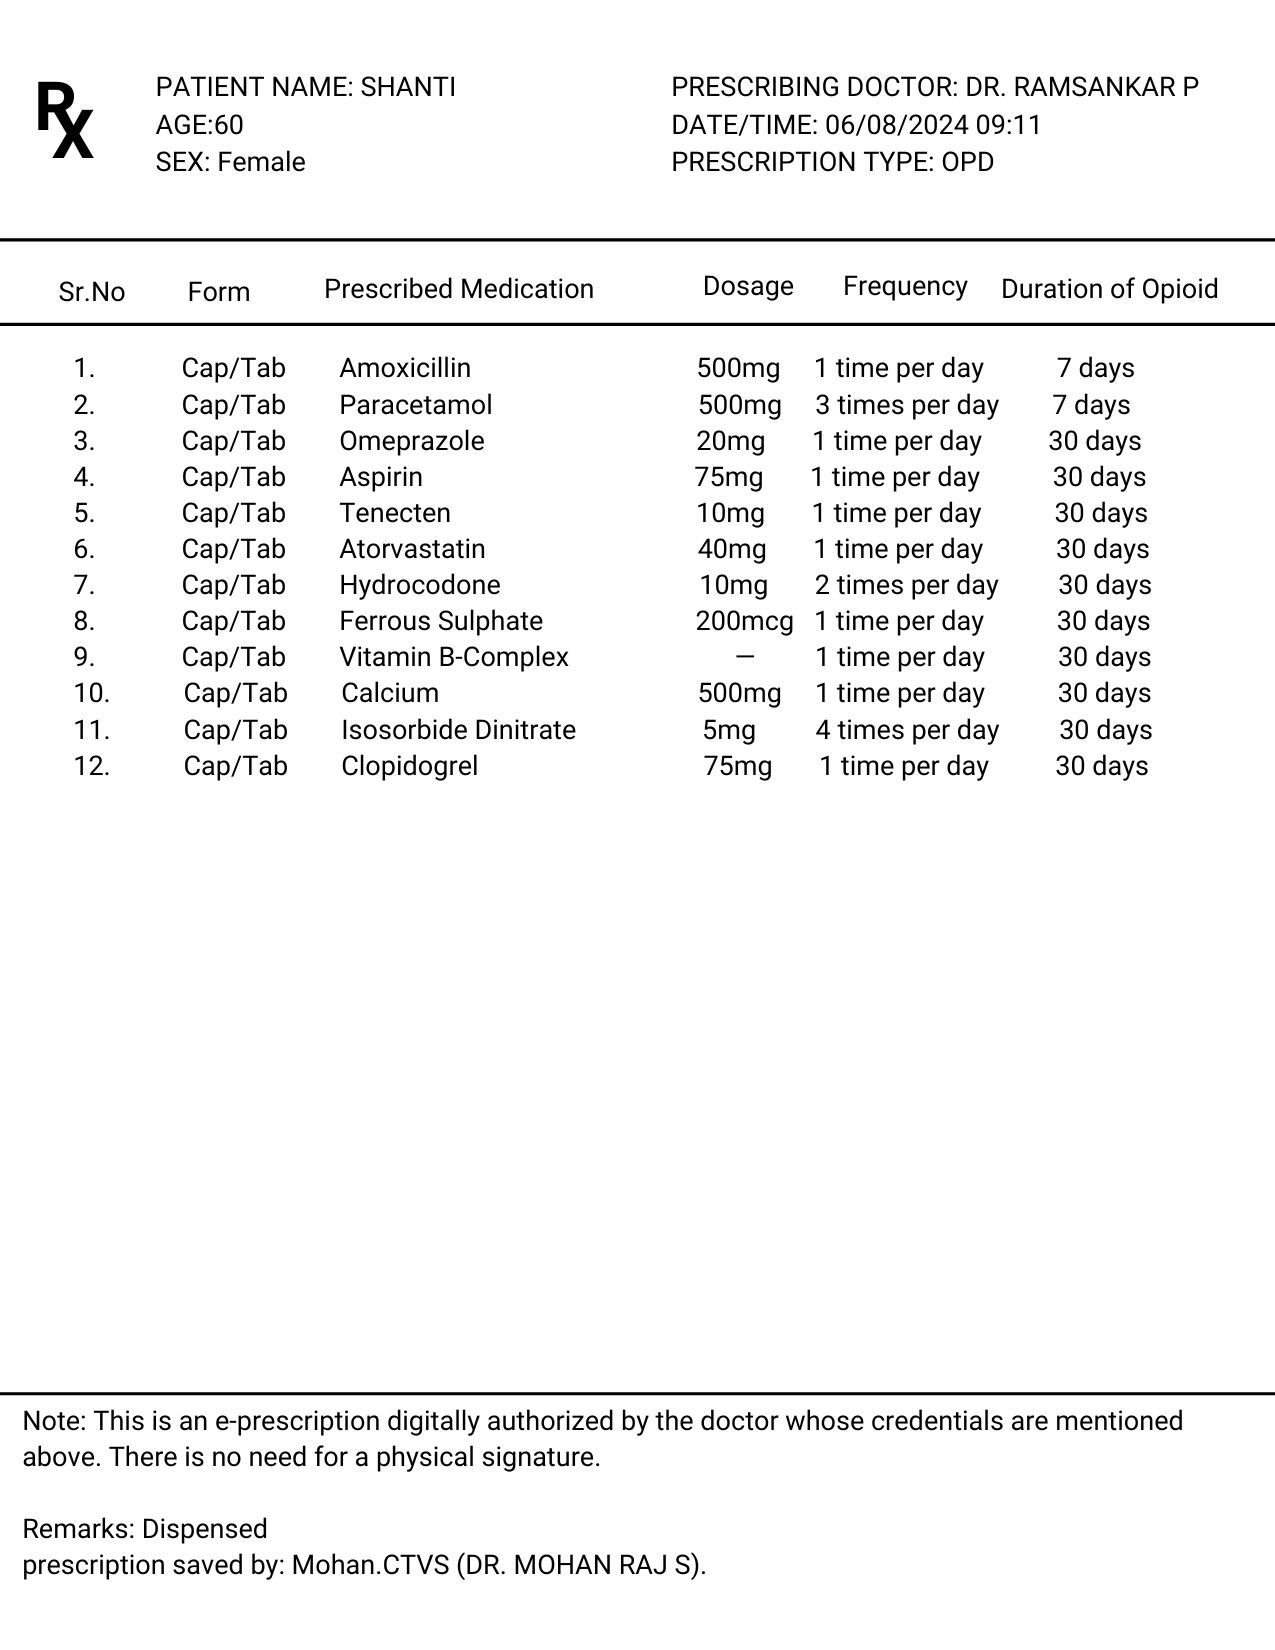 Rx
PATIENT NAME: SHANTI
AGE:60
SEX: Female
PRESCRIBING DOCTOR: DR. RAMSANKAR P
DATE/TIME: 06/08/2024 09:11
PRESCRIPTION TYPE: OPD
Sr.No Form Prescribed Medication Dosage Frequency Duration of Opioid
1. Cap/Tab Amoxicillin 500mg 1 time per day 7 days
2. Cap/Tab Paracetamol 500mg 3 times per day 7 days
3. Cap/Tab Omeprazole 20mg 1 time per day 30 days
4. Cap/Tab Aspirin 75mg 1 time per day 30 days
5. Cap/Tab Tenecten 10mg 1 time per day 30 days
6. Cap/Tab Atorvastatin 40mg 1 time per day 30 days
7. Cap/Tab Hydrocodone 10mg 2 times per day 30 days
8. Cap/Tab Ferrous Sulphate 200mcg 1 time per day 30 days
9. Cap/Tab Vitamin B-Complex — 1 time per day 30 days
10. Cap/Tab Calcium 500mg 1 time per day 30 days
11. Cap/Tab Isosorbide Dinitrate 5mg 4 times per day 30 days
12. Cap/Tab Clopidogrel 75mg 1 time per day 30 days
Note: This is an e-prescription digitally authorized by the doctor whose credentials are mentioned
above. There is no need for a physical signature.
Remarks: Dispensed
prescription saved by: Mohan.CTVS (DR. MOHAN RAJ S).